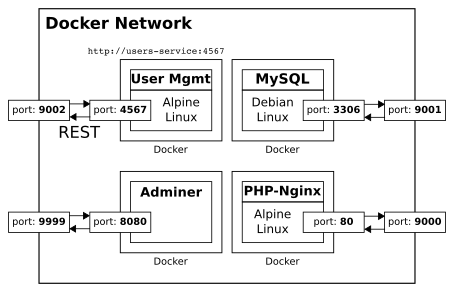 Docker Network
http://users-service:4567
User Mgmt
Alpine
Linux
port: 9002
port: 4567
REST
Docker
MySQL
Debian
Linux
port: 3306
port: 9001
Docker
Adminer
port: 9999
port: 8080
Docker
PHP-Nginx
Alpine
Linux
port: 80
port: 9000
Docker